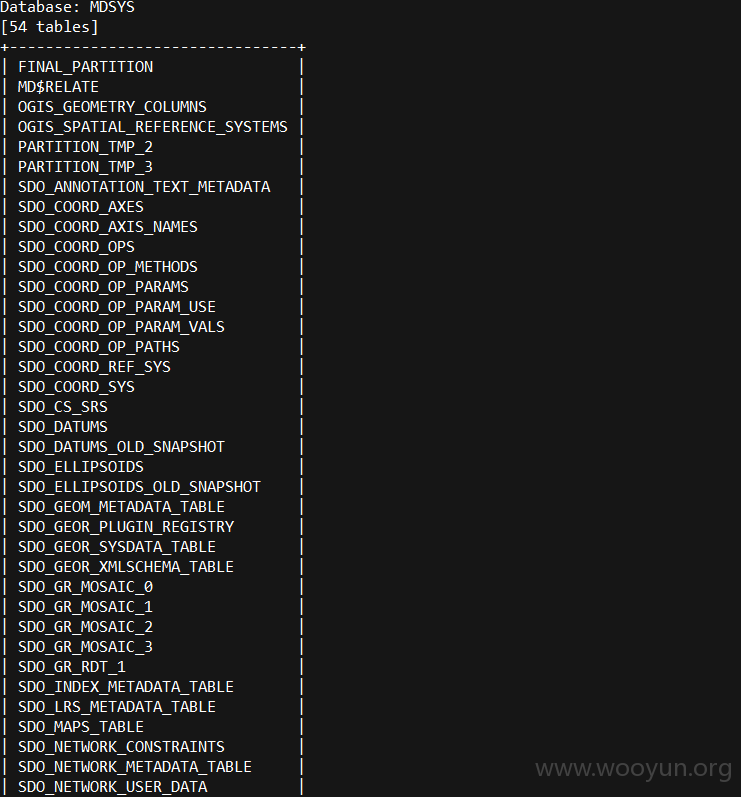 Database: MDSYS
[54 tables]
+--------------------------------+
| FINAL_PARTITION |
| MD$RELATE |
| OGIS_GEOMETRY_COLUMNS |
| OGIS_SPATIAL_REFERENCE_SYSTEMS |
| PARTITION_TMP_2 |
| PARTITION_TMP_3 |
| SDO_ANNOTATION_TEXT_METADATA |
| SDO_COORD_AXES |
| SDO_COORD_AXIS_NAMES |
| SDO_COORD_OPS |
| SDO_COORD_OP_METHODS |
| SDO_COORD_OP_PARAMS |
| SDO_COORD_OP_PARAM_USE |
| SDO_COORD_OP_PARAM_VALS |
| SDO_COORD_OP_PATHS |
| SDO_COORD_REF_SYS |
| SDO_COORD_SYS |
| SDO_CS_SRS |
| SDO_DATUMS |
| SDO_DATUMS_OLD_SNAPSHOT |
| SDO_ELLIPSOIDS |
| SDO_ELLIPSOIDS_OLD_SNAPSHOT |
| SDO_GEOM_METADATA_TABLE |
| SDO_GEOR_PLUGIN_REGISTRY |
| SDO_GEOR_SYSDATA_TABLE |
| SDO_GEOR_XMLSCHEMA_TABLE |
| SDO_GR_MOSAIC_0 |
| SDO_GR_MOSAIC_1 |
| SDO_GR_MOSAIC_2 |
| SDO_GR_MOSAIC_3 |
| SDO_GR_RDT_1 |
| SDO_INDEX_METADATA_TABLE |
| SDO_LRS_METADATA_TABLE |
| SDO_MAPS_TABLE |
| SDO_NETWORK_CONSTRAINTS |
| SDO_NETWORK_METADATA_TABLE |
| SDO_NETWORK_USER_DATA |
www.wooyun.org